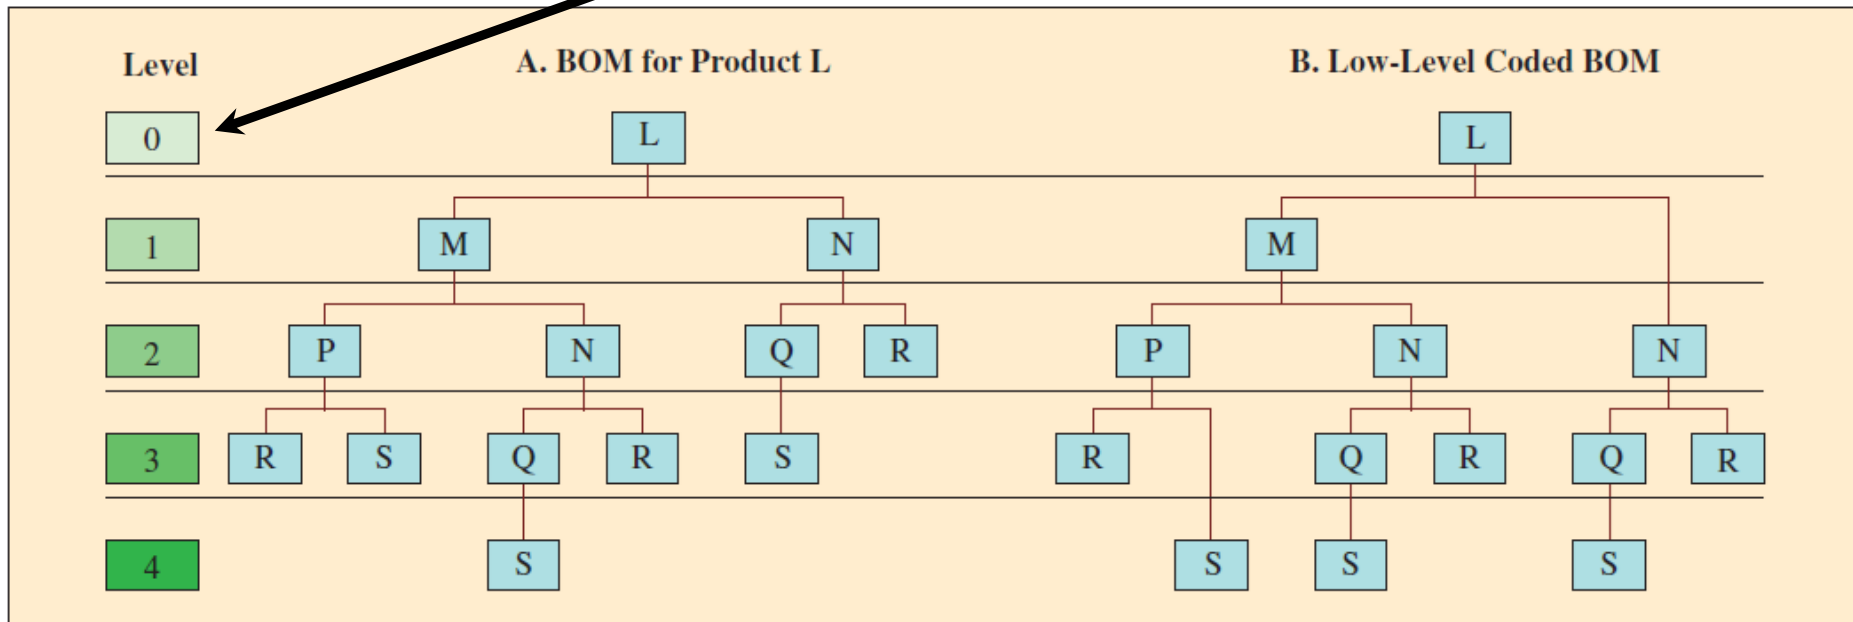 Level A. BOM for Product L B. Low-Level Coded BOM
0 L L
1 M N M
2 P N Q R P N N
3 R S Q R S R Q R Q R
4 S S S S